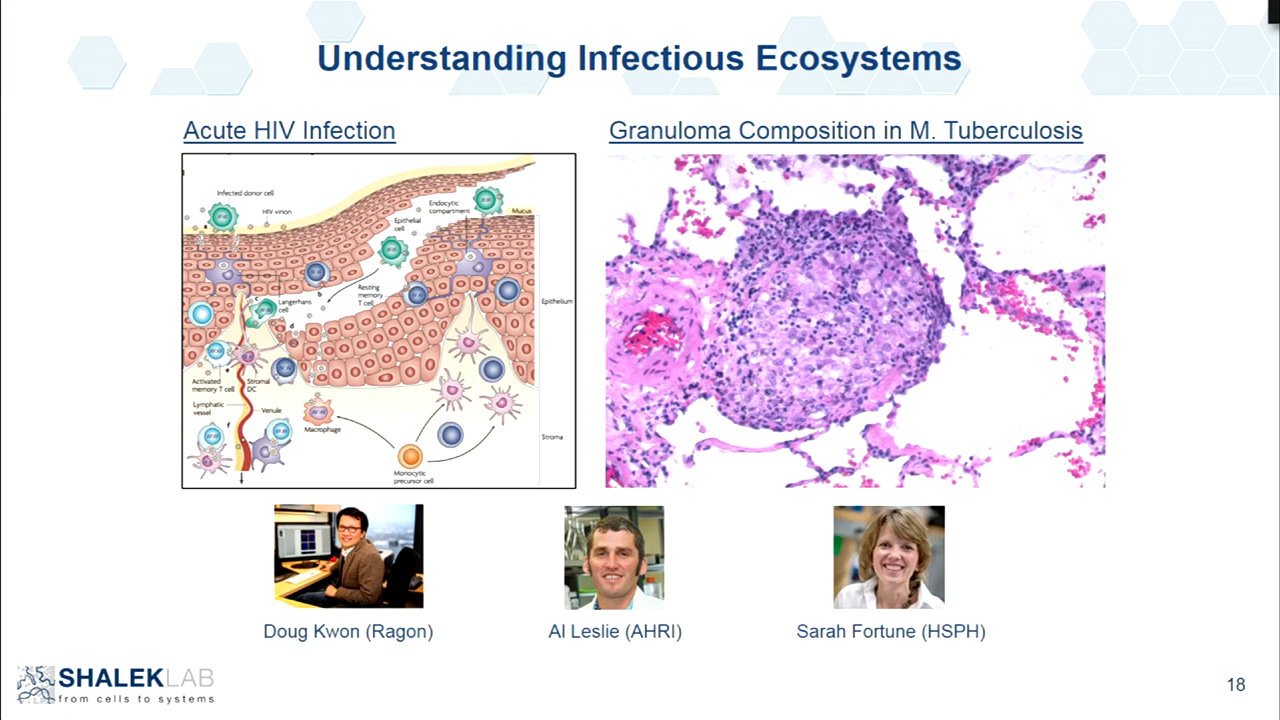 Understanding Infectious Ecosystems
Acute HIV Infection
Granuloma Composition in M. Tuberculosis
Infected donor cell
HIV virion
Endocytic
compartment
Mucus
Epithelial
cell
a
Resting
memory
T cell
b
c
Langerhans
cell
Epithelium
d
e
Activated
memory T cell
Stromal
DC
Lymphatic
vessel
Venule
f
Macrophage
Stroma
Monocytic
precursor cell
Doug Kwon (Ragon)
Al Leslie (AHRI)
Sarah Fortune (HSPH)
SHALEKLAB
from cells to systems
18